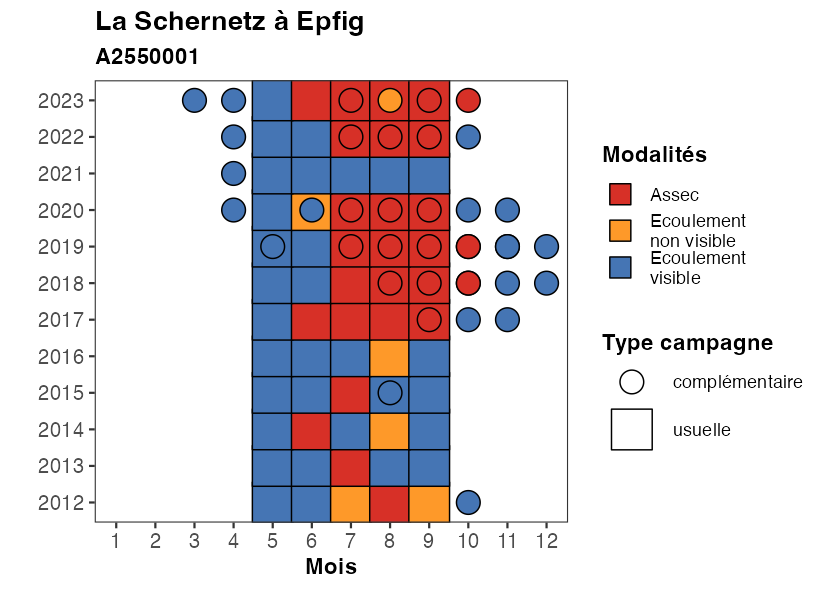 La Schernetz à Epfig
A2550001
2023
2022
2021
2020
2019
2018
2017
2016
2015
2014
2013
2012
1 2 3 4 5 6 7 8 9 10 11 12
Mois
Modalités
Assec
Ecoulement
non visible
Ecoulement
visible
Type campagne
complémentaire
usuelle